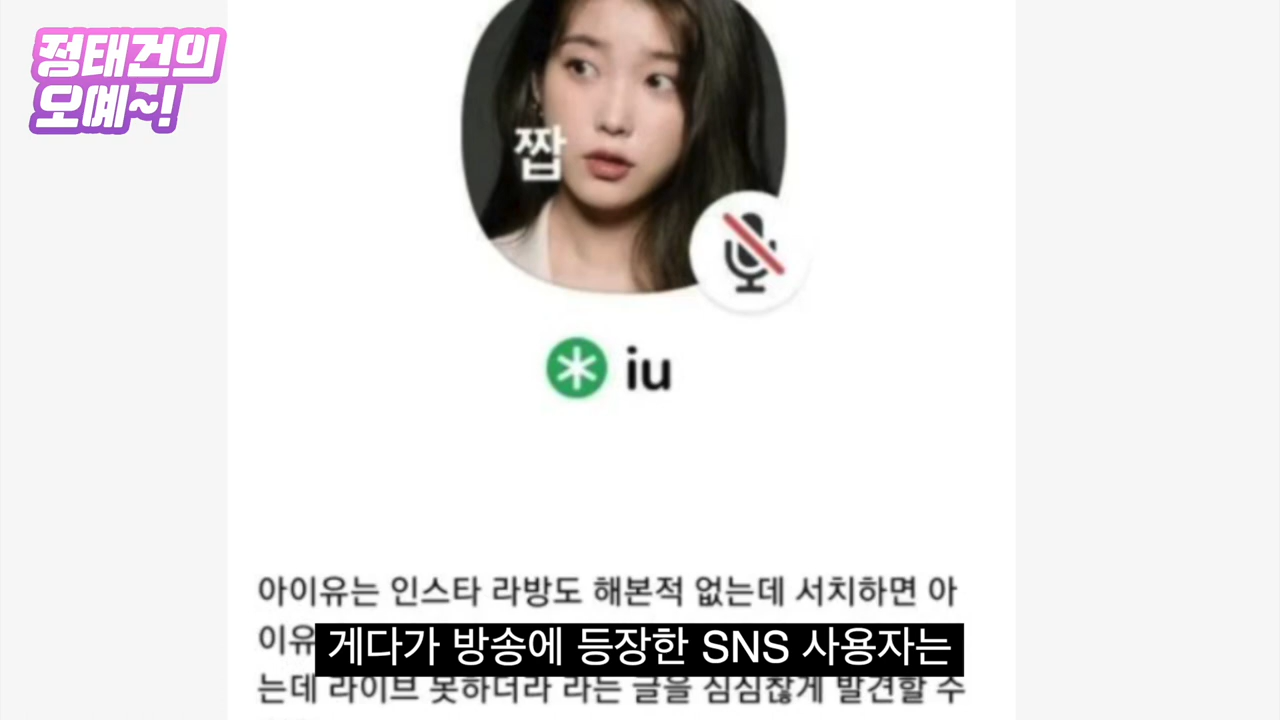 정태건의
오예~!
짭
iu
아이유는 인스타 라방도 해본적 없는데 서치하면 아
이유
게다가 방송에 등장한 SNS 사용자는
는데 라이브 못하더라 라는 글을 심심찮게 발견할 수